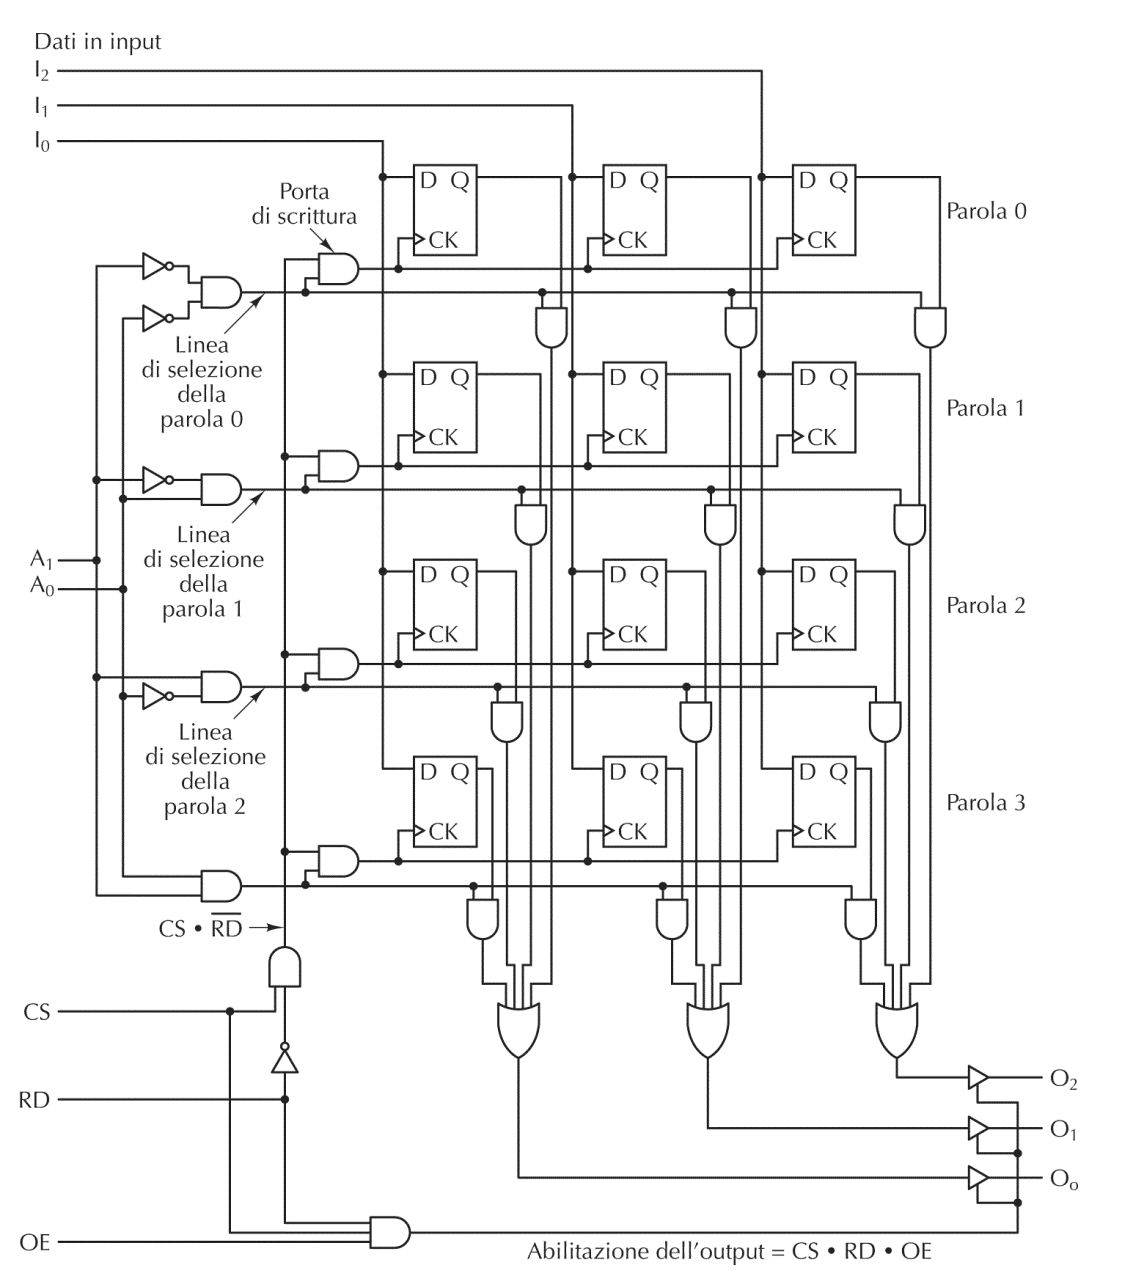 Dati in input
I2
I1
I0
Porta
di scrittura
D Q
CK
D Q
CK
D Q
CK
Parola 0
Linea
di selezione
della
parola 0
D Q
CK
D Q
CK
D Q
CK
Parola 1
Linea
di selezione
della
parola 1
A1
A0
D Q
CK
D Q
CK
D Q
CK
Parola 2
Linea
di selezione
della
parola 2
D Q
CK
D Q
CK
D Q
CK
Parola 3
CS • R̅D̅
CS
RD
OE
O2
O1
Oo
Abilitazione dell'output = CS • RD • OE